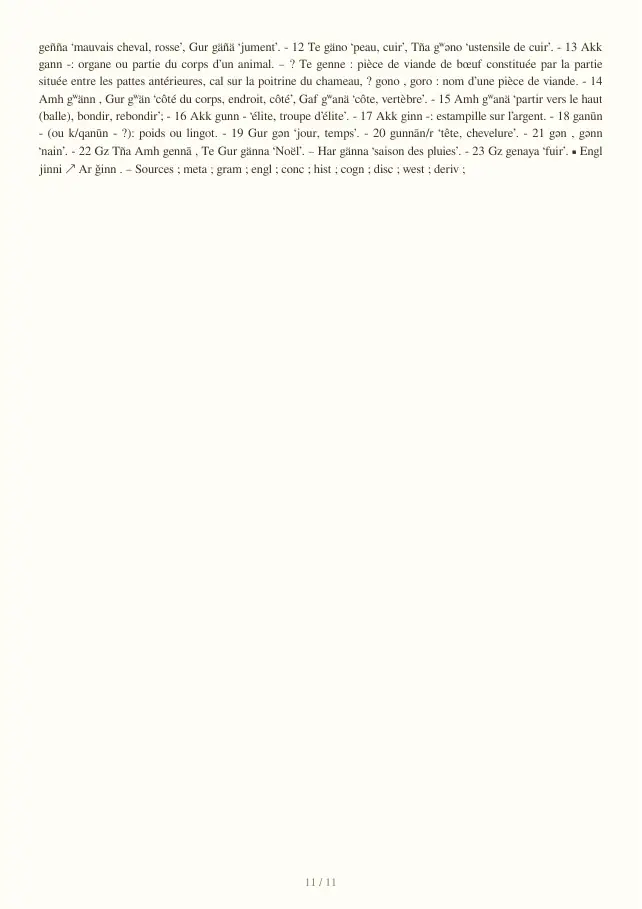 geñña ‘mauvais cheval, rosse’, Gur gäñä ‘jument’. - 12 Te gäno ‘peau, cuir’, Tña gʷəno ‘ustensile de cuir’. - 13 Akk
gann -: organe ou partie du corps d’un animal. – ? Te genne : pièce de viande de bœuf constituée par la partie
située entre les pattes antérieures, cal sur la poitrine du chameau, ? gono , goro : nom d’une pièce de viande. - 14
Amh gʷänn , Gur gʷän ‘côté du corps, endroit, côté’, Gaf gʷanä ‘côte, vertèbre’. - 15 Amh gʷanä ‘partir vers le haut
(balle), bondir, rebondir’; - 16 Akk gunn - ‘élite, troupe d’élite’. - 17 Akk ginn -: estampille sur l’argent. - 18 ganūn
- (ou k/qanūn - ?): poids ou lingot. - 19 Gur gən ‘jour, temps’. - 20 gunnān/r ‘tête, chevelure’. - 21 gən , gənn
‘nain’. - 22 Gz Tña Amh gennā , Te Gur gänna ‘Noël’. – Har gänna ‘saison des pluies’. - 23 Gz genaya ‘fuir’. ▪ Engl
jinni ↗ Ar ǧinn . – Sources ; meta ; gram ; engl ; conc ; hist ; cogn ; disc ; west ; deriv ;
11 / 11